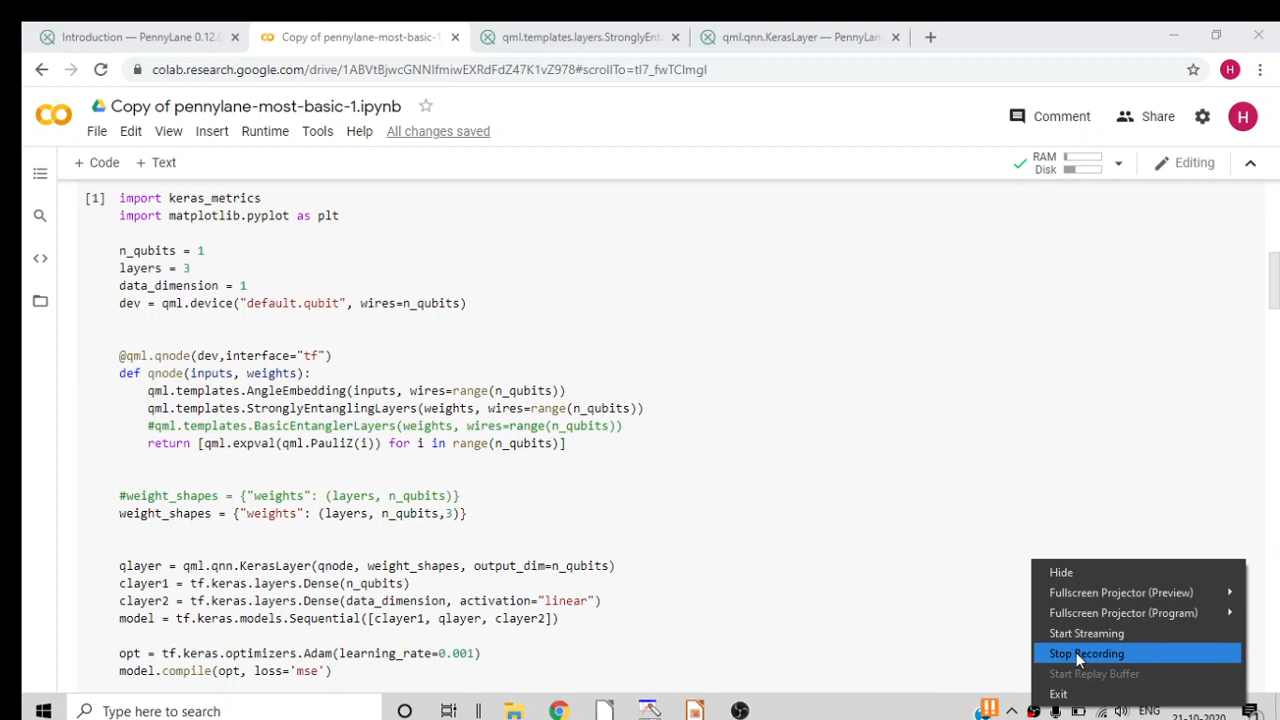 Introduction — PennyLane 0.12.0
Copy of pennylane-most-basic-1
qml.templates.layers.StronglyEnta
qml.qnn.KerasLayer — PennyLane
colab.research.google.com/drive/1ABVtBjwcGNNIfmiwEXRdFdZ47K1vZ978#scrollTo=tI7_fwTCImgI
H
Copy of pennylane-most-basic-1.ipynb
Comment Share H
File Edit View Insert Runtime Tools Help All changes saved
+ Code + Text
RAM
Disk
Editing
[1] import keras_metrics
import matplotlib.pyplot as plt
n_qubits = 1
layers = 3
data_dimension = 1
dev = qml.device("default.qubit", wires=n_qubits)
@qml.qnode(dev,interface="tf")
def qnode(inputs, weights):
qml.templates.AngleEmbedding(inputs, wires=range(n_qubits))
qml.templates.StronglyEntanglingLayers(weights, wires=range(n_qubits))
#qml.templates.BasicEntanglerLayers(weights, wires=range(n_qubits))
return [qml.expval(qml.PauliZ(i)) for i in range(n_qubits)]
#weight_shapes = {"weights": (layers, n_qubits)}
weight_shapes = {"weights": (layers, n_qubits,3)}
qlayer = qml.qnn.KerasLayer(qnode, weight_shapes, output_dim=n_qubits)
clayer1 = tf.keras.layers.Dense(n_qubits)
clayer2 = tf.keras.layers.Dense(data_dimension, activation="linear")
model = tf.keras.models.Sequential([clayer1, qlayer, clayer2])
opt = tf.keras.optimizers.Adam(learning_rate=0.001)
model.compile(opt, loss='mse')
Hide
Fullscreen Projector (Preview)
Fullscreen Projector (Program)
Start Streaming
Stop Recording
Start Replay Buffer
Exit
Type here to search
ENG
21-10-2020